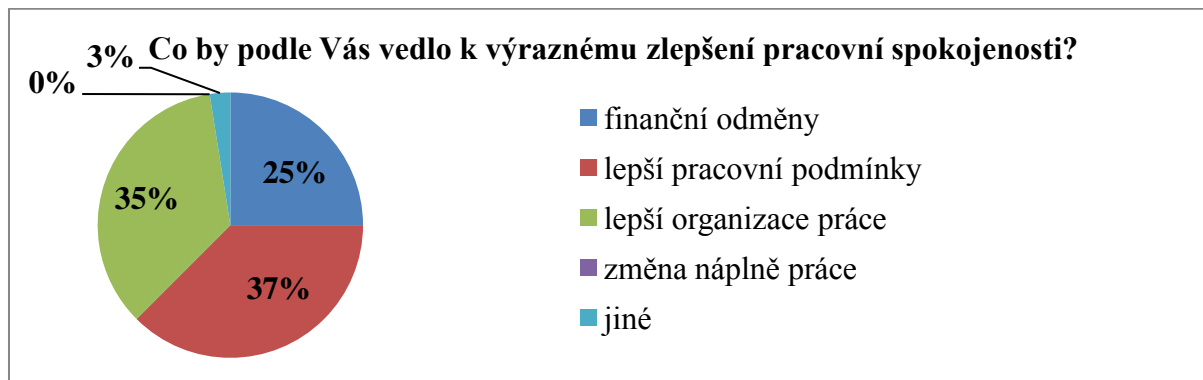 Co by podle Vás vedlo k výraznému zlepšení pracovní spokojenosti?
3%
0%
25%
35%
37%
finanční odměny
lepší pracovní podmínky
lepší organizace práce
změna náplně práce
jiné